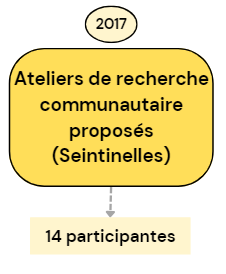 2017
Ateliers de recherche
communautaire
proposés
(Seintinelles)
14 participantes